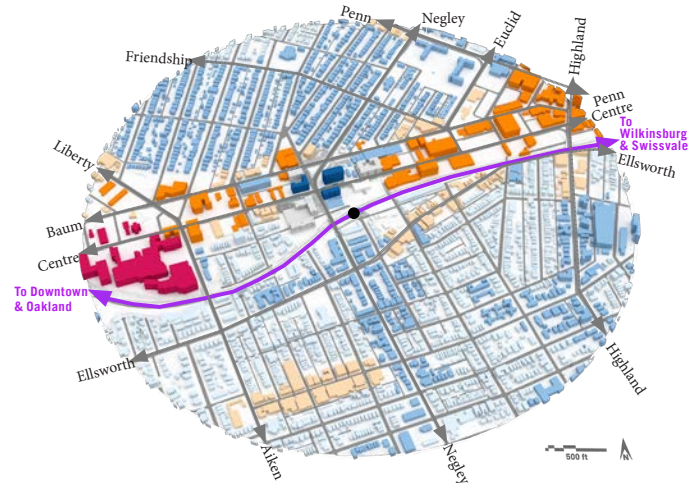 Penn
Negley
Euclid
Highland
Friendship
Penn
Centre
To
Wilkinsburg
& Swissvale
Ellsworth
Liberty
Baum
Centre
To Downtown
& Oakland
Ellsworth
Highland
Aiken
Negley
500 ft
N